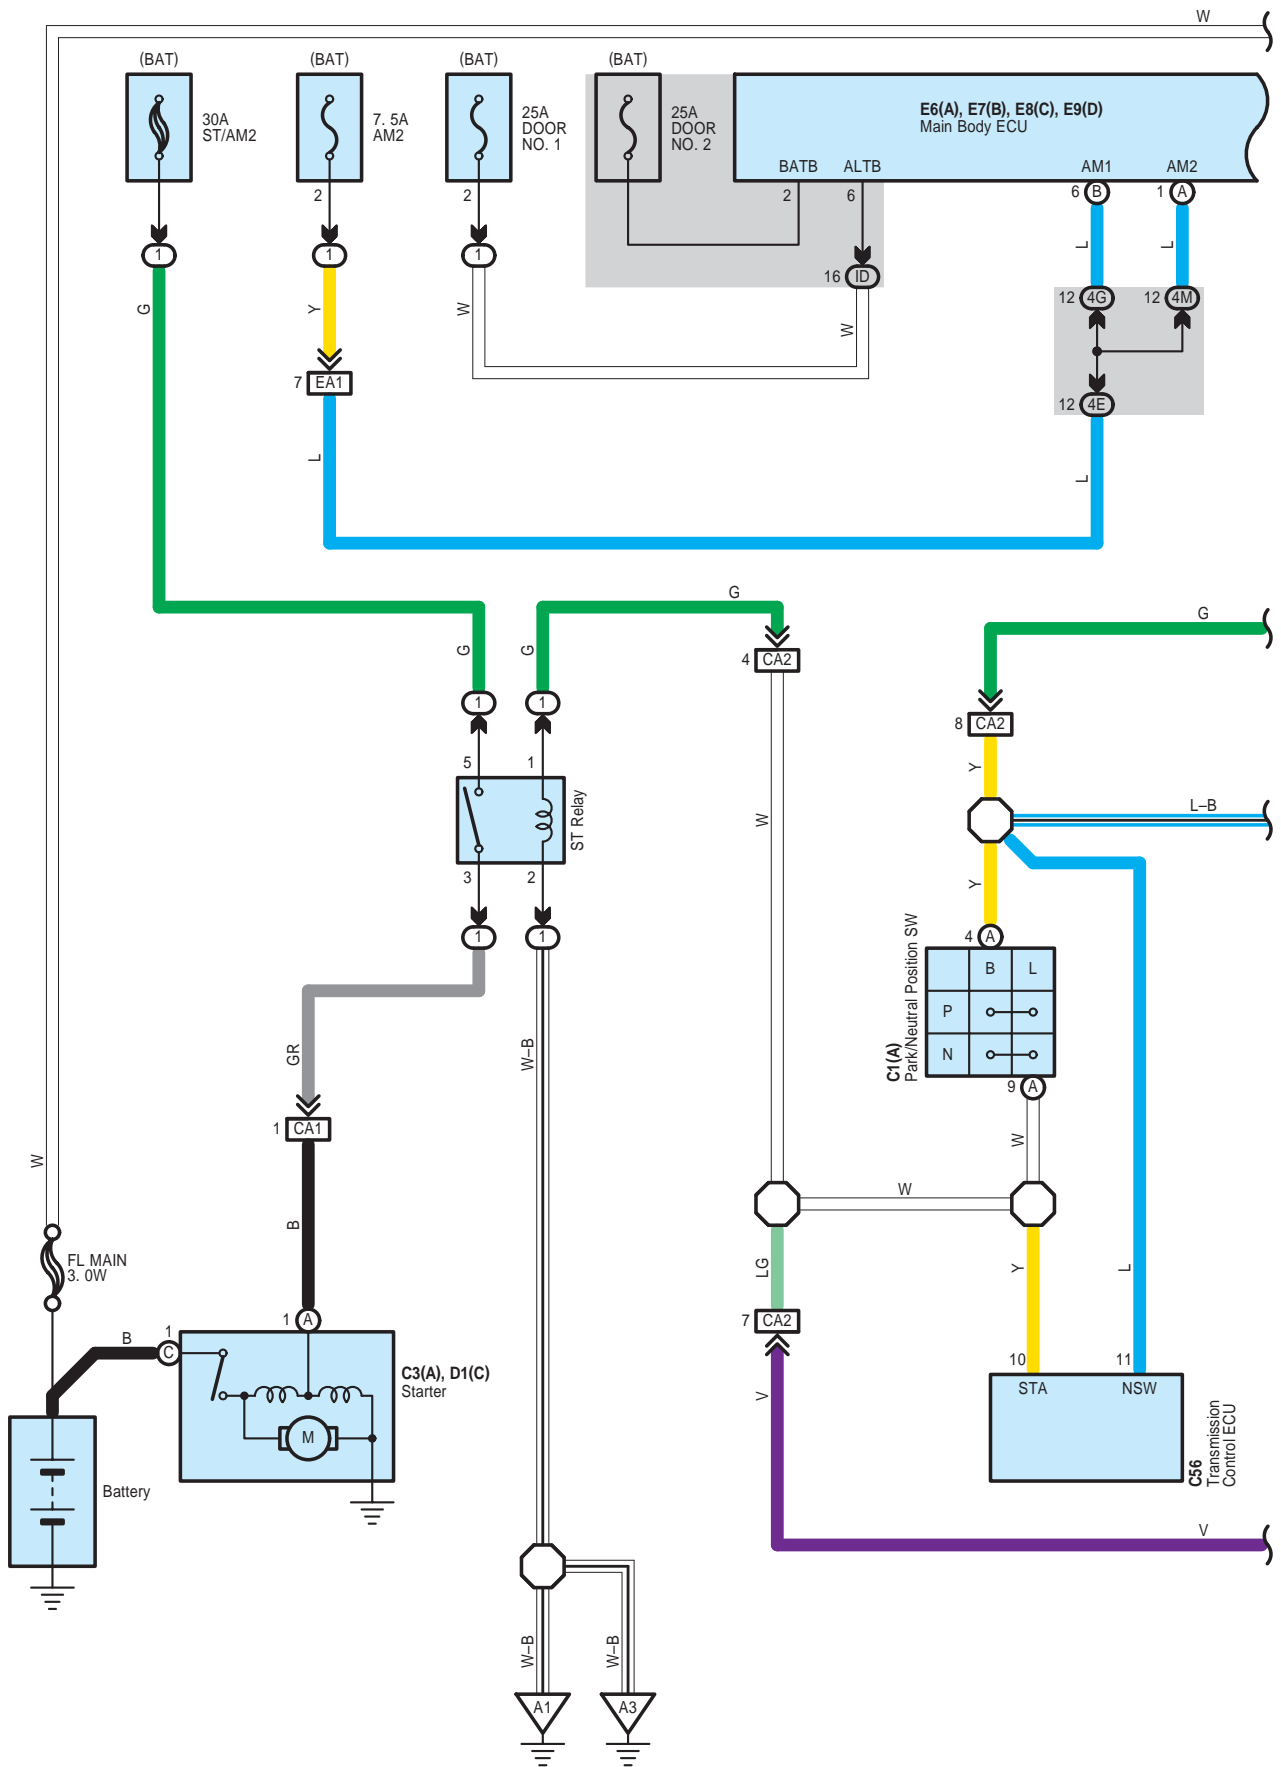 W
(BAT)
(BAT)
(BAT)
(BAT)
30A
ST/AM2
7. 5A
AM2
25A
DOOR
NO. 1
25A
DOOR
NO. 2
E6(A), E7(B), E8(C), E9(D)
Main Body ECU
BATB
ALTB
AM1
AM2
2
2
2
6
6
B
1
A
1
1
1
16
ID
L
L
G
Y
W
W
12
4G
12
4M
7
EA1
12
4E
L
L
G
G
G
G
4
CA2
1
1
8
CA2
5
1
Y
ST Relay
L–B
W
3
2
Y
1
1
4
A
C1(A)
Park/Neutral Position SW
B
L
P
N
GR
W–B
9
A
1
CA1
W
W
W
B
FL MAIN
3. 0W
LG
Y
L
1
A
7
CA2
B
1
C
C3(A), D1(C)
Starter
M
10
11
STA
NSW
C56
Transmission
Control ECU
V
Battery
V
W–B
W–B
A1
A3